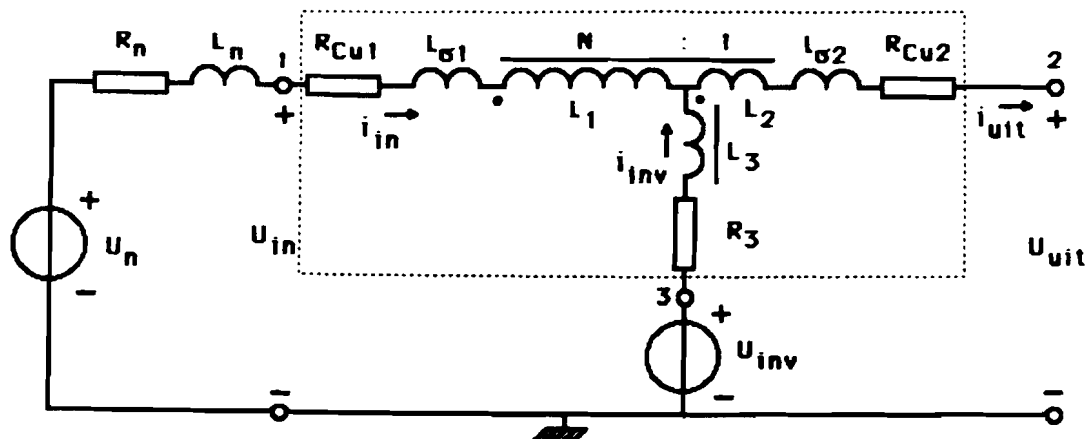 N : 1
Rn Ln 1 RCu1 Lσ1 Lσ2 RCu2 2
+ iin L1 L2 iuit +
iinv L3
+ Un Uin R3 Uuit
−
3 +
Uinv
−
− −